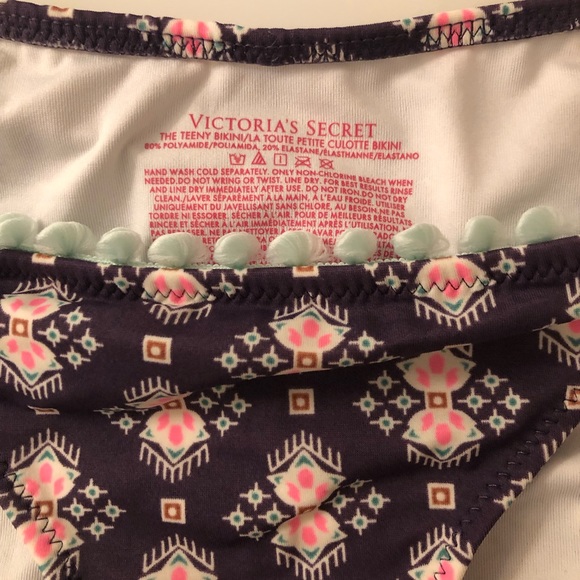 VICTORIA'S SECRET
THE TEENY BIKINI/LA TOUTE PETITE CULOTTE BIKINI
80% POLYAMIDE/POLIAMIDA, 20% ELASTANE/ÉLASTHANNE/ELASTANO
HAND WASH COLD SEPARATELY. ONLY NON-CHLORINE BLEACH WHEN
NEEDED.DO NOT WRING OR TWIST. LINE DRY. FOR BEST RESULTS RINSE
AND LINE DRY IMMEDIATELY AFTER USE. DO NOT IRON.DO NOT DRY
CLEAN./LAVER SÉPARÉMENT À LA MAIN, À L'EAU FROIDE.
UNIQUEMENT DU JAVELLISANT SANS CHLORE, AU BESOIN.NE PAS
TORDRE NI ESSORER. SÉCHER À L'AIR. POUR DE MEILLEURS RÉSULTATS
SÉCHER À L'AIR IMMÉDIATEMENT APRÈS